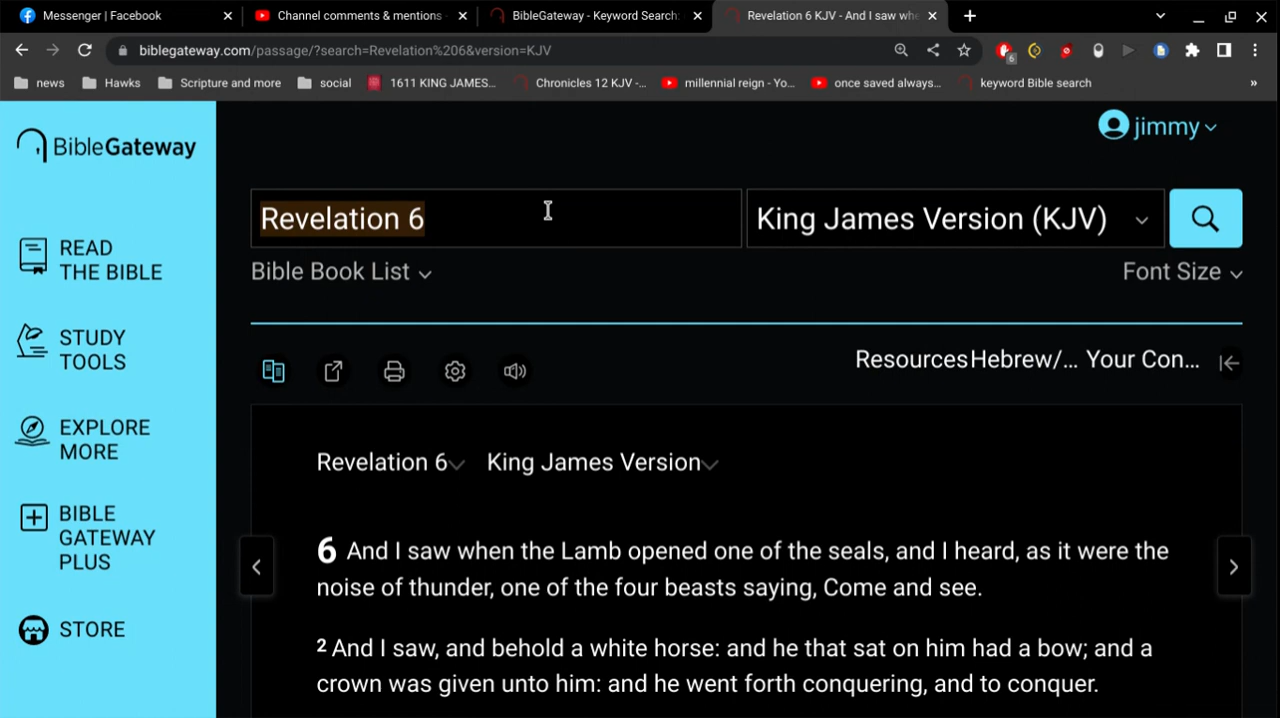 Messenger | Facebook
Channel comments & mentions -
BibleGateway - Keyword Search:
Revelation 6 KJV - And I saw whe
biblegateway.com/passage/?search=Revelation%206&version=KJV
6
news
Hawks
Scripture and more
social
1611 KING JAMES...
Chronicles 12 KJV -...
millennial reign - Yo...
once saved always...
keyword Bible search
»
BibleGateway
jimmy
Revelation 6
King James Version (KJV)
Bible Book List
Font Size
READ
THE BIBLE
STUDY
TOOLS
EXPLORE
MORE
BIBLE
GATEWAY
PLUS
STORE
Resources
Hebrew/...
Your Con...
Revelation 6
King James Version
6 And I saw when the Lamb opened one of the seals, and I heard, as it were the
noise of thunder, one of the four beasts saying, Come and see.
2 And I saw, and behold a white horse: and he that sat on him had a bow; and a
crown was given unto him: and he went forth conquering, and to conquer.